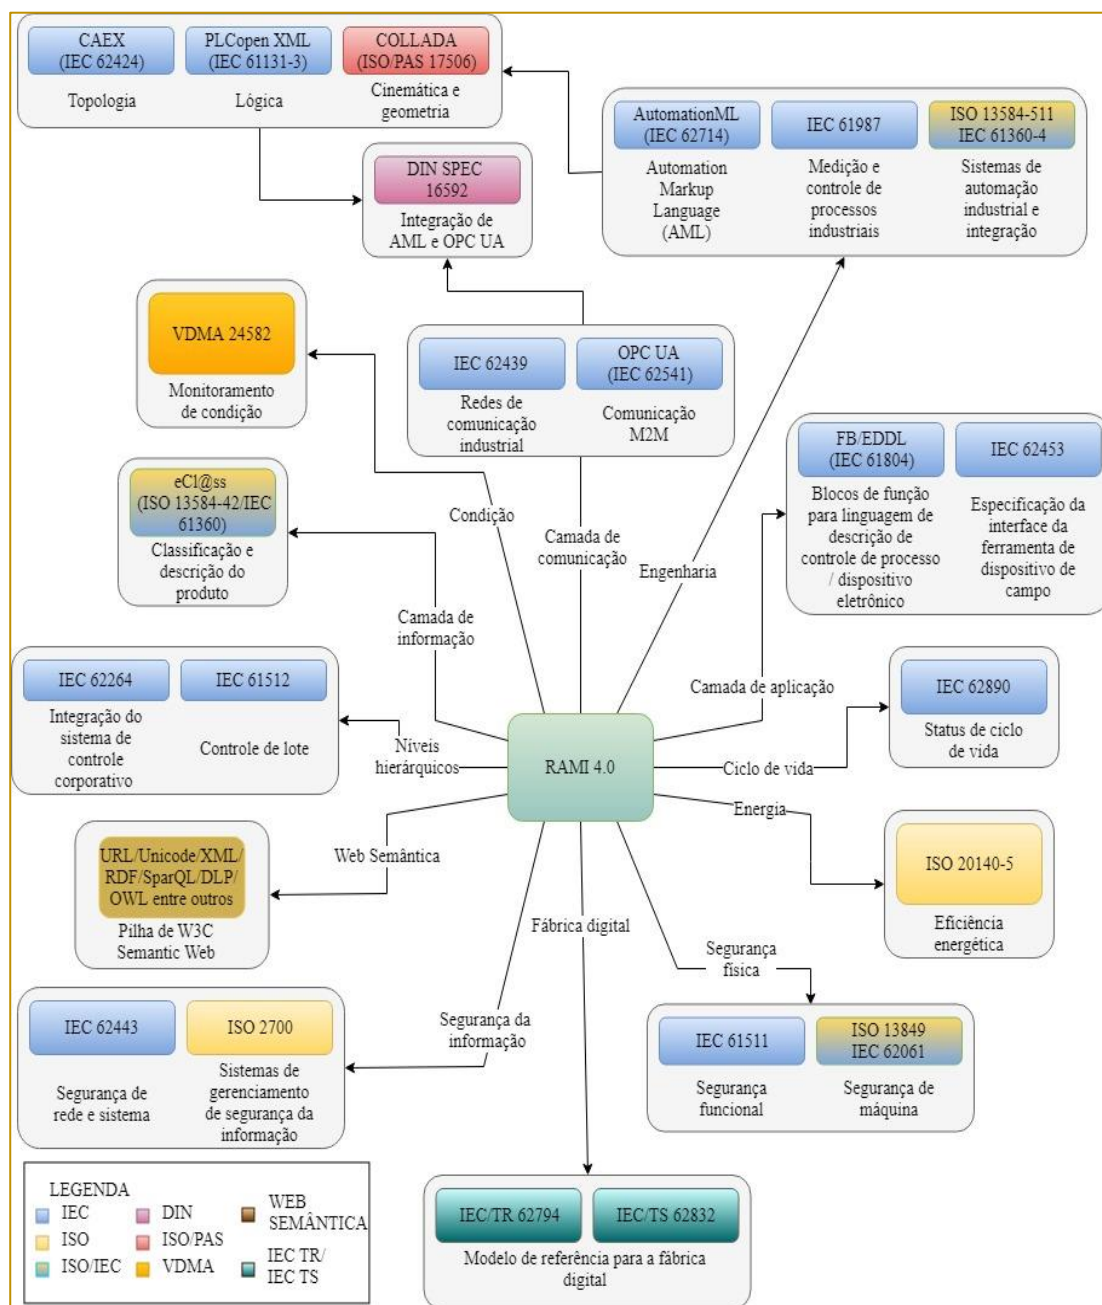 CAEX
(IEC 62424)
Topologia
PLCopen XML
(IEC 61131-3)
Lógica
COLLADA
(ISO/PAS 17506)
Cinemática e
geometria
AutomationML
(IEC 62714)
Automation
Markup
Language
(AML)
IEC 61987
Medição e
controle de
processos
industriais
ISO 13584-511
IEC 61360-4
Sistemas de
automação
industrial e
integração
DIN SPEC
16592
Integração de
AML e OPC UA
VDMA 24582
Monitoramento
de condição
IEC 62439
Redes de
comunicação
industrial
OPC UA
(IEC 62541)
Comunicação
M2M
FB/EDDL
(IEC 61804)
Blocos de função
para linguagem de
descrição de
controle de processo
/ dispositivo
eletrônico
IEC 62453
Especificação da
interface da
ferramenta de
dispositivo de
campo
eCl@ss
(ISO 13584-42/IEC
61360)
Classificação e
descrição do
produto
Condição
Camada de
comunicação
Engenharia
Camada de
informação
Camada de aplicação
IEC 62264
Integração do
sistema de
controle
corporativo
IEC 61512
Controle de lote
Níveis
hierárquicos
RAMI 4.0
Ciclo de vida
IEC 62890
Status de ciclo
de vida
Energia
ISO 20140-5
Eficiência
energética
Web Semântica
URL/Unicode/XML/
RDF/SparQL/DLP/
OWL entre outros
Pilha de W3C
Semantic Web
Fábrica digital
Segurança
física
Segurança da
informação
IEC 62443
Segurança de
rede e sistema
ISO 2700
Sistemas de
gerenciamento
de segurança da
informação
IEC 61511
Segurança
funcional
ISO 13849
IEC 62061
Segurança de
máquina
IEC/TR 62794
IEC/TS 62832
Modelo de referência para a fábrica
digital
LEGENDA
IEC
ISO
ISO/IEC
DIN
ISO/PAS
VDMA
WEB
SEMÂNTICA
IEC TR/
IEC TS